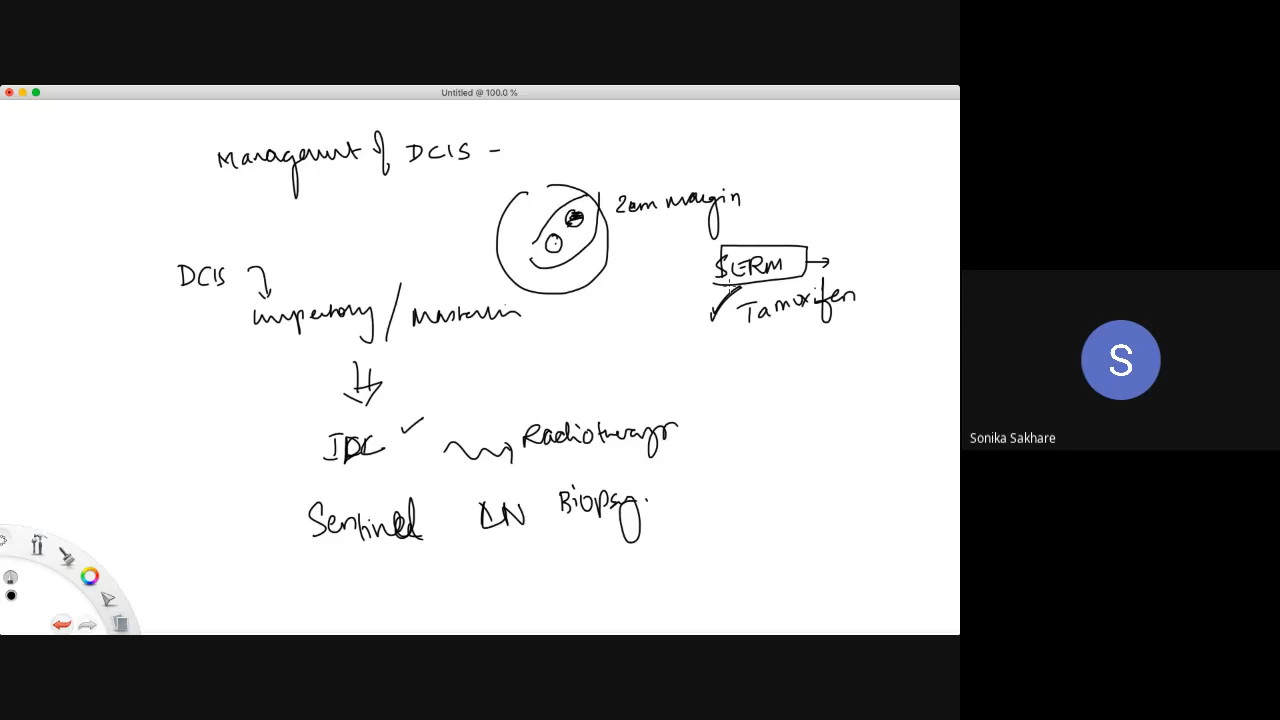 Untitled @ 100.0 %
Management of DCIS -
2cm margin
SERM →
DCIS
Tamoxifen
Lumpectomy / Mastectomy
IDC ✓ Radiotherapy
Sentinel LN Biopsy.
S
Sonika Sakhare